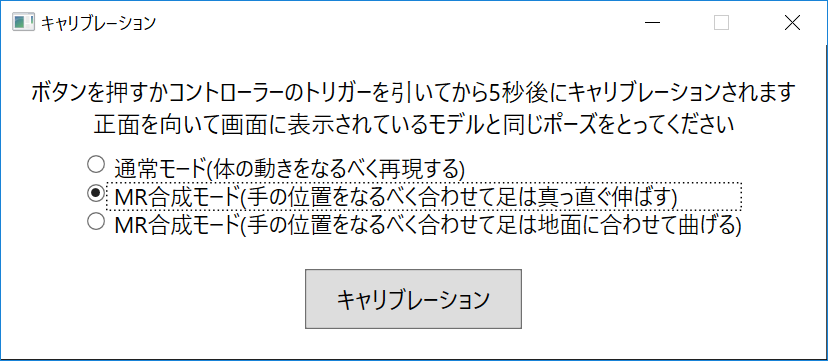 キャリブレーション
ボタンを押すかコントローラーのトリガーを引いてから5秒後にキャリブレーションされます
正面を向いて画面に表示されているモデルと同じポーズをとってください
通常モード(体の動きをなるべく再現する)
MR合成モード(手の位置をなるべく合わせて足は真っ直ぐ伸ばす)
MR合成モード(手の位置をなるべく合わせて足は地面に合わせて曲げる)
キャリブレーション